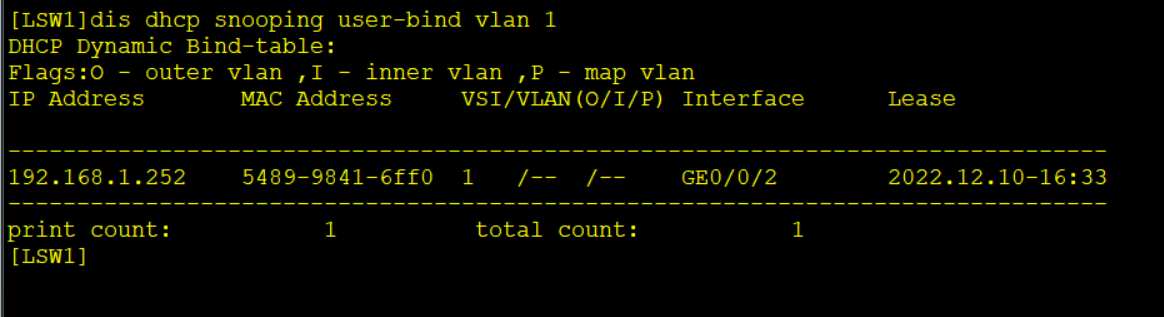 [LSW1]dis dhcp snooping user-bind vlan 1
DHCP Dynamic Bind-table:
Flags:O - outer vlan ,I - inner vlan ,P - map vlan
IP Address       MAC Address     VSI/VLAN(O/I/P) Interface      Lease
--------------------------------------------------------------------------------
192.168.1.252    5489-9841-6ff0  1   /--  /--    GE0/0/2        2022.12.10-16:33
--------------------------------------------------------------------------------
print count:           1          total count:           1
[LSW1]